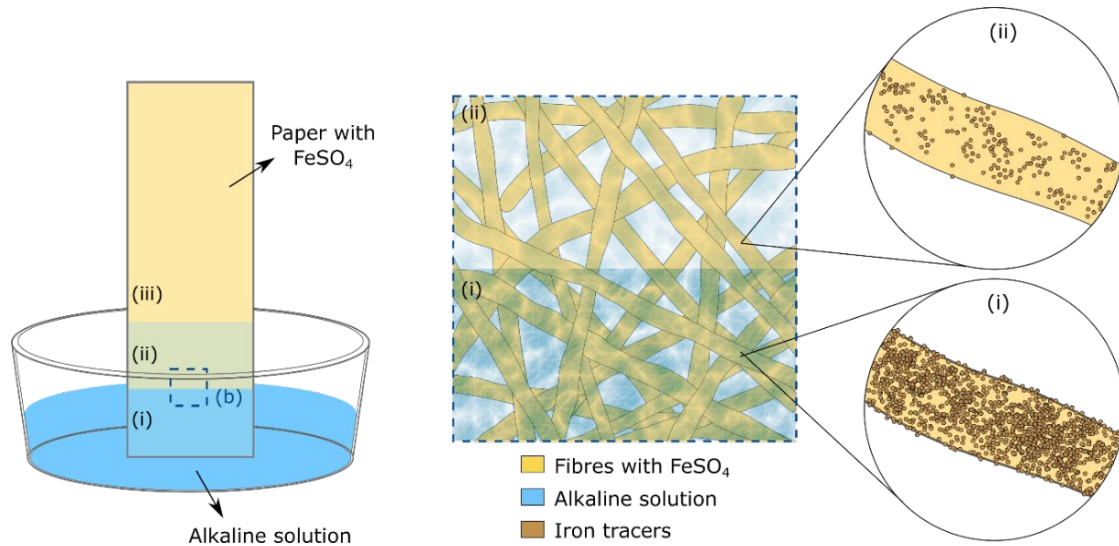 Paper with
FeSO₄
(iii)
(ii)
(b)
(i)
Alkaline solution
(ii)
(i)
Fibres with FeSO₄
Alkaline solution
Iron tracers
(ii)
(i)